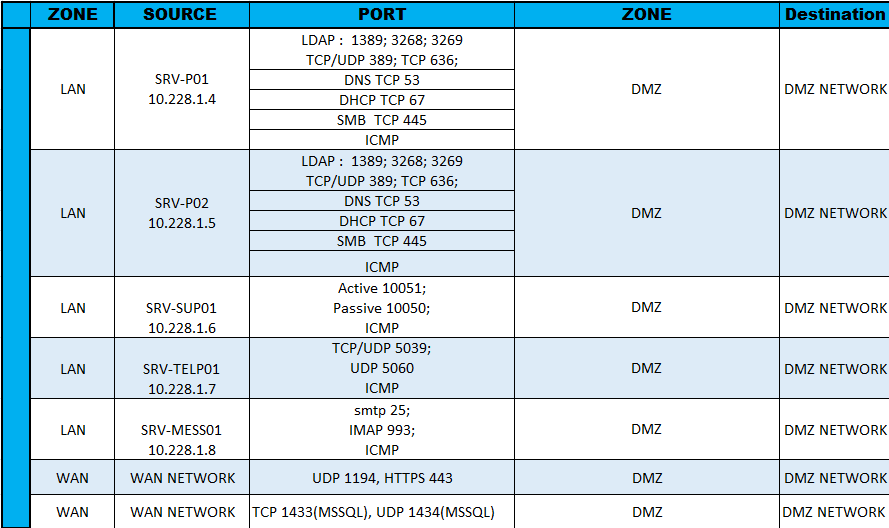 ZONE SOURCE PORT ZONE Destination
LDAP : 1389; 3268; 3269
TCP/UDP 389; TCP 636;
DNS TCP 53
DHCP TCP 67
SMB TCP 445
ICMP
LAN
SRV-P01
10.228.1.4
DMZ
DMZ NETWORK
LDAP : 1389; 3268; 3269
TCP/UDP 389; TCP 636;
DNS TCP 53
DHCP TCP 67
SMB TCP 445
ICMP
LAN
SRV-P02
10.228.1.5
DMZ
DMZ NETWORK
Active 10051;
Passive 10050;
ICMP
LAN
SRV-SUP01
10.228.1.6
DMZ
DMZ NETWORK
TCP/UDP 5039;
UDP 5060
ICMP
LAN
SRV-TELP01
10.228.1.7
DMZ
DMZ NETWORK
smtp 25;
IMAP 993;
ICMP
LAN
SRV-MESS01
10.228.1.8
DMZ
DMZ NETWORK
WAN WAN NETWORK UDP 1194, HTTPS 443 DMZ DMZ NETWORK
WAN WAN NETWORK TCP 1433(MSSQL), UDP 1434(MSSQL) DMZ DMZ NETWORK